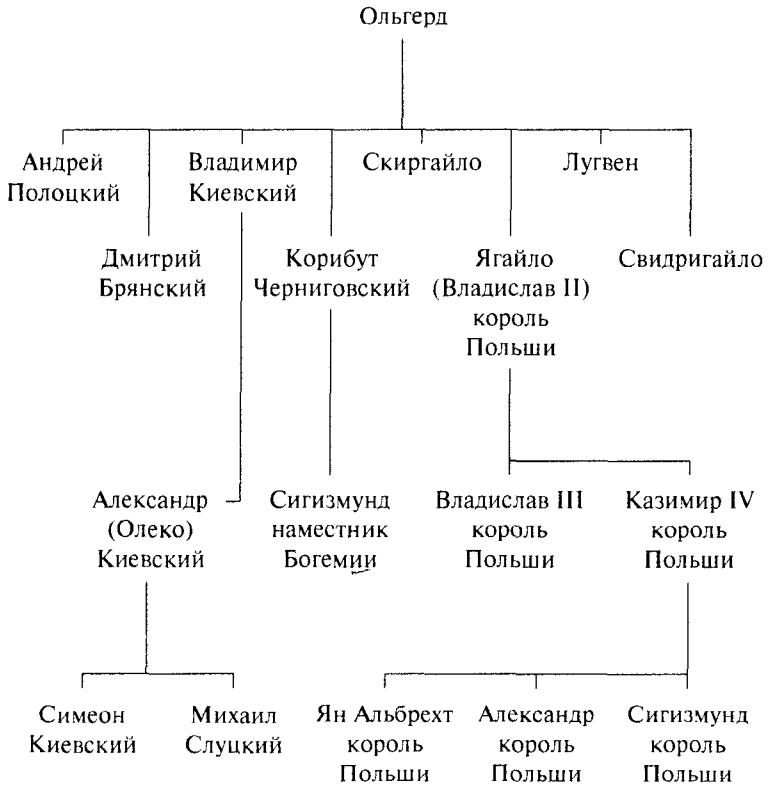 Ольгерд
Андрей
Полоцкий
Владимир
Киевский
Скиргайло
Лугвен
Дмитрий
Брянский
Корибут
Черниговский
Ягайло
(Владислав II)
король
Польши
Свидригайло
Александр
(Олеко)
Киевский
Сигизмунд
наместник
Богемии
Владислав III
король
Польши
Казимир IV
король
Польши
Симеон
Киевский
Михаил
Слуцкий
Ян Альбрехт
король
Польши
Александр
король
Польши
Сигизмунд
король
Польши